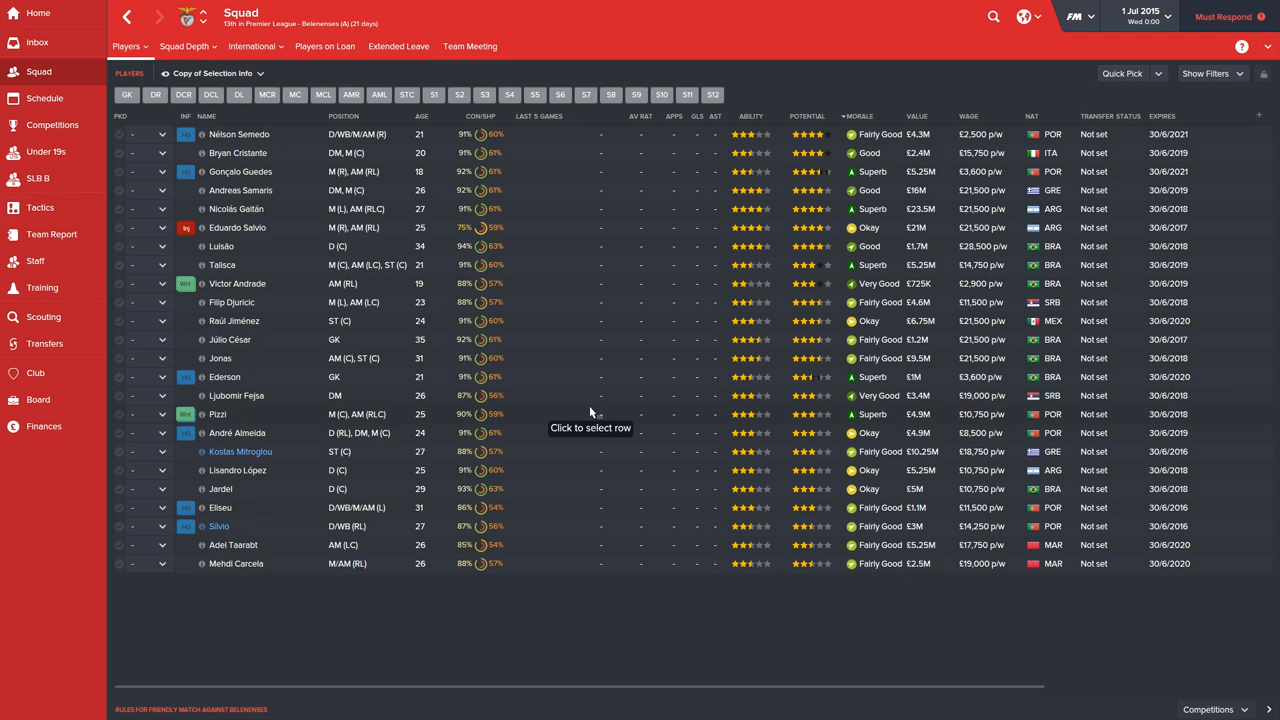 Home
Inbox
Squad
Schedule
Competitions
Under 19s
SLB B
Tactics
Team Report
Staff
Training
Scouting
Transfers
Club
Board
Finances
Squad
13th in Premier League - Belenenses (A) (21 days)
FM
1 Jul 2015
Wed 0:00
Must Respond
Players Squad Depth International Players on Loan Extended Leave Team Meeting
PLAYERS Copy of Selection Info Quick Pick Show Filters
GK DR DCR DCL DL MCR MC MCL AMR AML STC S1 S2 S3 S4 S5 S6 S7 S8 S9 S10 S11 S12
PKD INF NAME POSITION AGE CON/SHP LAST 5 GAMES AV RAT APPS GLS AST ABILITY POTENTIAL MORALE VALUE WAGE NAT TRANSFER STATUS EXPIRES
- HG Nélson Semedo D/WB/M/AM (R) 21 91% 60% - - - - - Fairly Good £4.3M £2,500 p/w POR Not set 30/6/2021
- Bryan Cristante DM, M (C) 20 91% 61% - - - - - Good £2.4M £15,750 p/w ITA Not set 30/6/2019
- HG Gonçalo Guedes M (R), AM (RL) 18 92% 61% - - - - - Superb £5.25M £3,600 p/w POR Not set 30/6/2021
- Andreas Samaris DM, M (C) 26 92% 61% - - - - - Good £16M £21,500 p/w GRE Not set 30/6/2019
- Nicolás Gaitán M (L), AM (RLC) 27 91% 61% - - - - - Superb £23.5M £21,500 p/w ARG Not set 30/6/2018
- Inj Eduardo Salvio M (R), AM (RL) 25 75% 59% - - - - - Okay £21M £21,500 p/w ARG Not set 30/6/2017
- Luisão D (C) 34 94% 63% - - - - - Good £1.7M £28,500 p/w BRA Not set 30/6/2017
- Talisca M (C), AM (LC), ST (C) 21 91% 60% - - - - - Superb £5.25M £14,750 p/w BRA Not set 30/6/2019
- Wnt Victor Andrade AM (RL) 19 88% 57% - - - - - Very Good £725K £2,900 p/w BRA Not set 30/6/2019
- Filip Djuricic M (L), AM (LC) 23 88% 57% - - - - - Fairly Good £4.6M £11,500 p/w SRB Not set 30/6/2018
- Raúl Jiménez ST (C) 24 91% 60% - - - - - Okay £6.75M £21,500 p/w MEX Not set 30/6/2020
- Júlio César GK 35 92% 61% - - - - - Fairly Good £1.2M £21,500 p/w BRA Not set 30/6/2017
- Jonas AM (C), ST (C) 31 91% 60% - - - - - Fairly Good £9.5M £21,500 p/w BRA Not set 30/6/2018
- HG Ederson GK 21 91% 61% - - - - - Superb £1M £3,600 p/w BRA Not set 30/6/2020
- Ljubomir Fejsa DM 26 87% 56% - - - - - Very Good £3.4M £19,000 p/w SRB Not set 30/6/2018
- Wnt Pizzi M (C), AM (RLC) 25 90% 59% - - - - - Superb £4.9M £10,750 p/w POR Not set 30/6/2019
- HG André Almeida D (RL), DM, M (C) 24 91% 61% - - - - - Okay £4.9M £8,500 p/w POR Not set 30/6/2019
- Kostas Mitroglou ST (C) 27 88% 57% - - - - - Fairly Good £10.25M £18,750 p/w GRE Not set 30/6/2016
- Lisandro López D (C) 25 91% 60% - - - - - Okay £5.25M £10,750 p/w ARG Not set 30/6/2018
- Jardel D (C) 29 93% 63% - - - - - Okay £5M £10,750 p/w BRA Not set 30/6/2018
- HG Eliseu D/WB/M/AM (L) 31 86% 54% - - - - - Fairly Good £1.1M £11,500 p/w POR Not set 30/6/2016
- HG Sílvio D/WB (RL) 27 87% 56% - - - - - Fairly Good £3M £14,250 p/w POR Not set 30/6/2016
- Adel Taarabt AM (LC) 26 85% 54% - - - - - Fairly Good £5.25M £17,750 p/w MAR Not set 30/6/2020
- Mehdi Carcela M/AM (RL) 26 88% 57% - - - - - Fairly Good £2.5M £19,000 p/w MAR Not set 30/6/2020
Click to select row
RULES FOR FRIENDLY MATCH AGAINST BELENENSES
Competitions